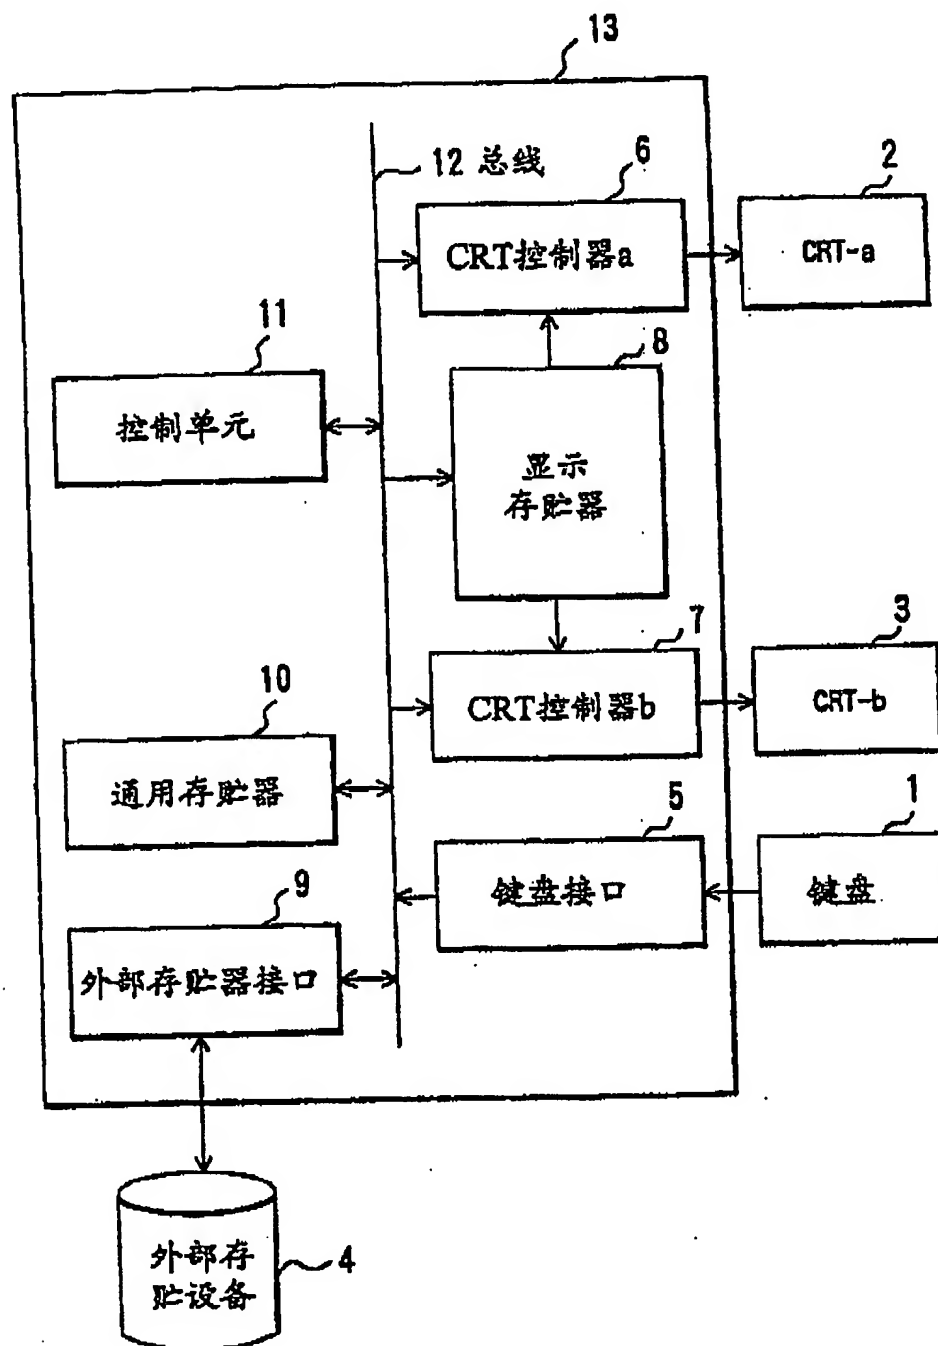 13
12 总线
6
2
CRT控制器a
CRT-a
11
8
控制单元
显示
存贮器
7
3
10
CRT控制器b
CRT-b
通用存贮器
5
1
9
键盘接口
键盘
外部存贮器接口
外部存
贮设备
4